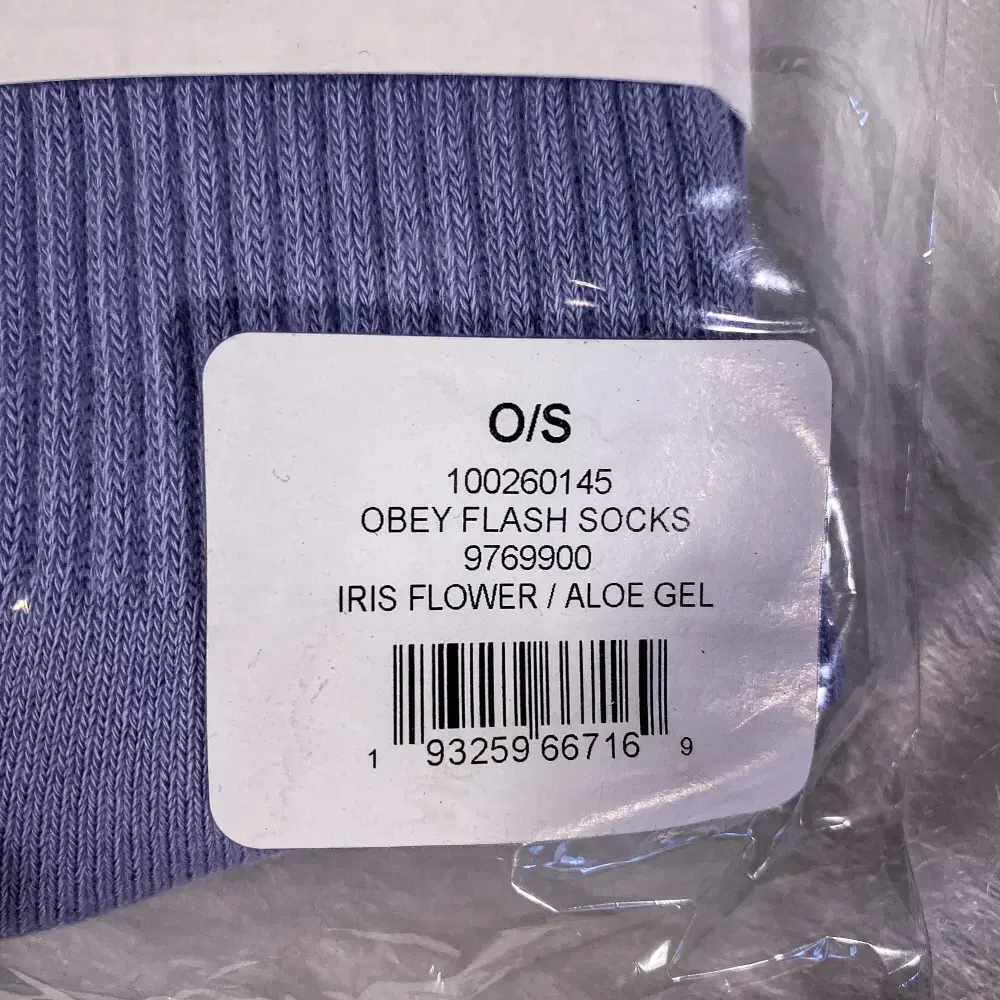 O/S
100260145
OBEY FLASH SOCKS
9769900
IRIS FLOWER / ALOE GEL
1 93259 66716 9